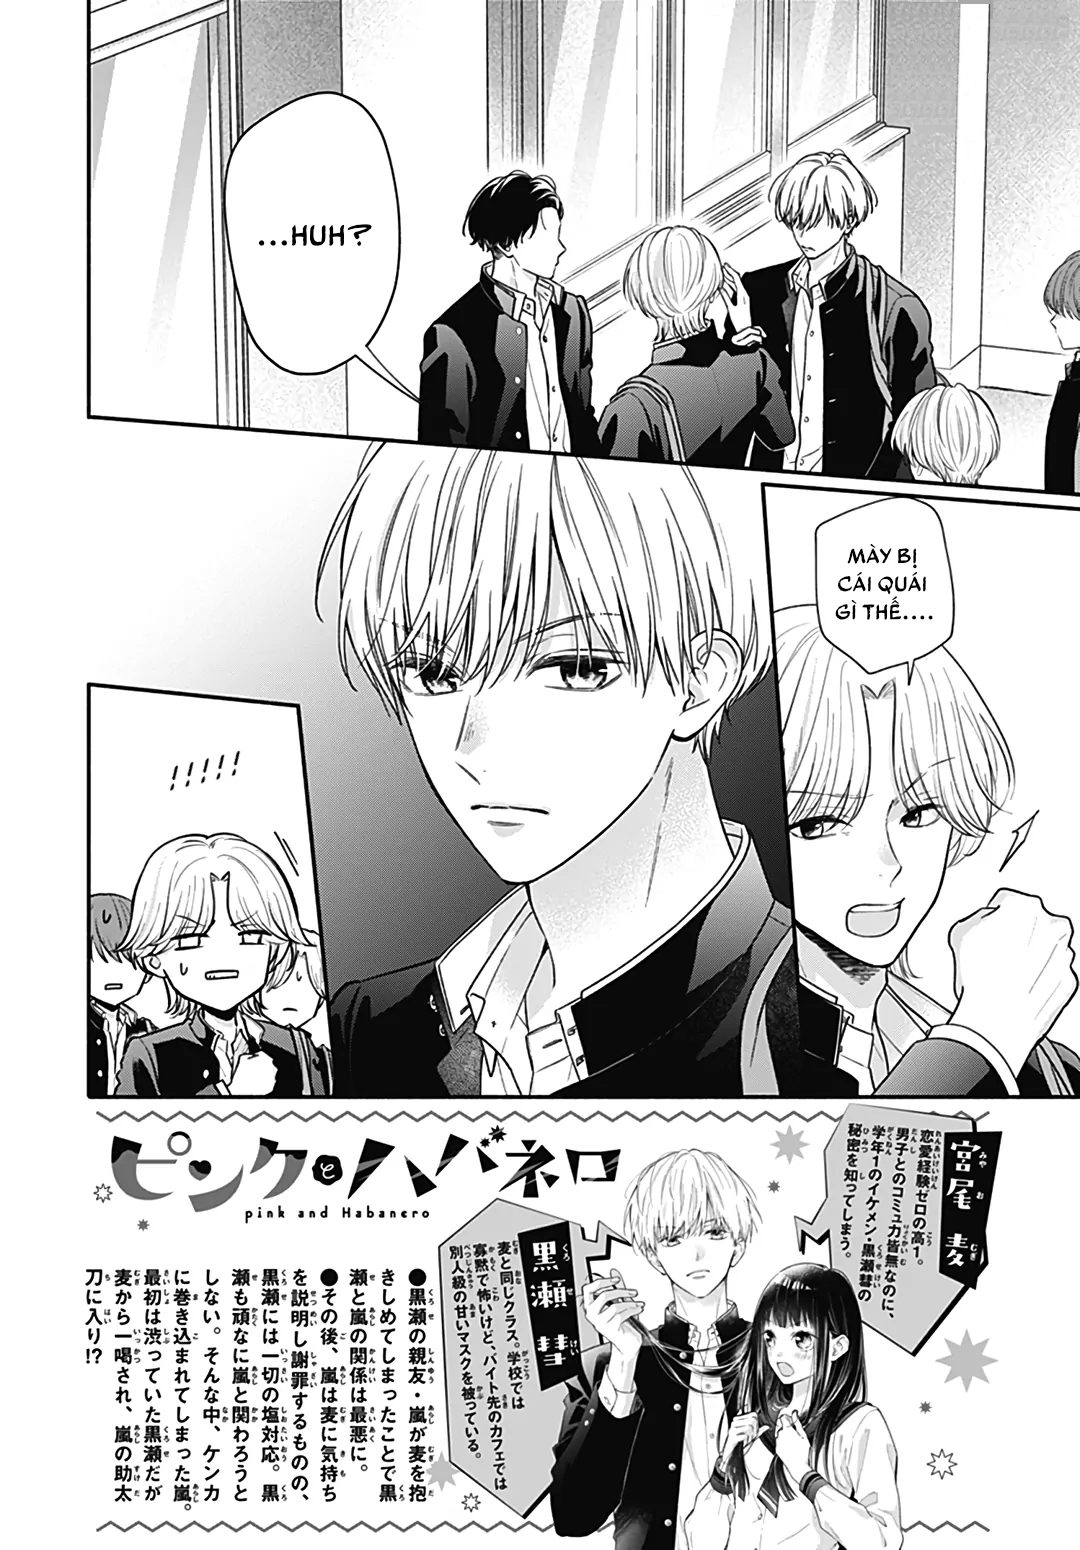 ...HUH?
MÀY BỊ
CÁI QUÁI
GÌ THẾ....
!!!!!
ピンクとハバネロ
pink and Habanero
宮尾 麦
みやお むぎ
恋愛経験ゼロの高1。
男子とのコミュ力皆無なのに、
学年1のイケメン・黒瀬彗の
秘密を知ってしまう。
黒瀬 彗
くろせ けい
麦と同じクラス。学校では
寡黙で怖いけど、バイト先のカフェでは
別人級の甘いマスクを被っている。
●黒瀬の親友・嵐が麦を抱
きしめてしまったことで黒
瀬と嵐の関係は最悪に。
●その後、嵐は麦に気持ち
を説明し謝罪するものの、
黒瀬には一切の塩対応。黒
瀬も頑なに嵐と関わろうと
しない。そんな中、ケンカ
に巻き込まれてしまった嵐。
最初は渋っていた黒瀬だが
麦から一喝され、嵐の助太
刀に入り!?